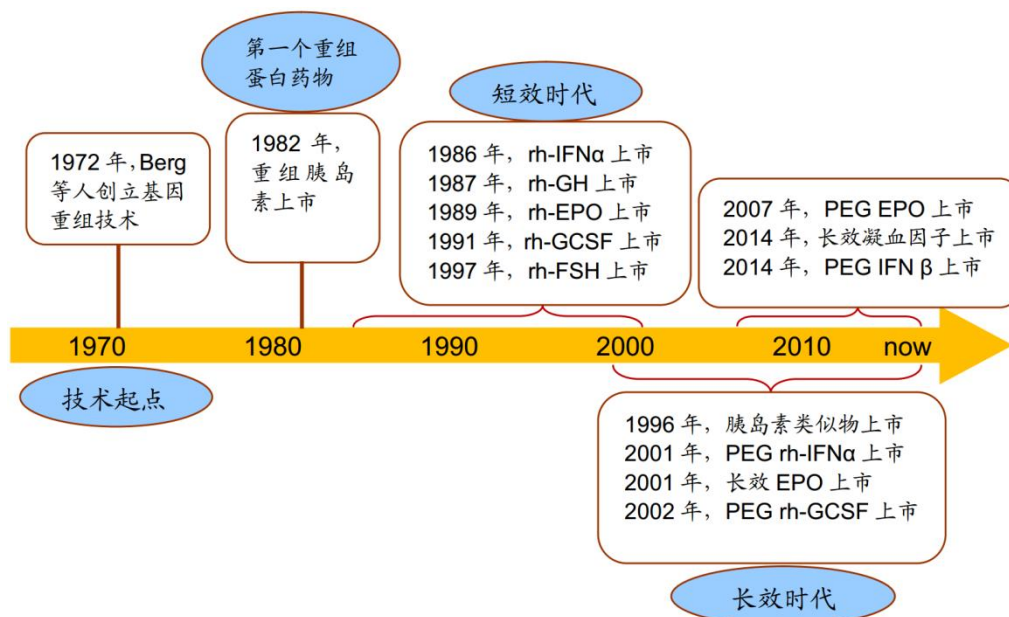 第一个重组
蛋白药物
短效时代
1972 年，Berg
等人创立基因
重组技术
1982 年，
重组胰岛
素上市
1986 年，rh-IFNα 上市
1987 年，rh-GH 上市
1989 年，rh-EPO 上市
1991 年，rh-GCSF 上市
1997 年，rh-FSH 上市
2007 年，PEG EPO 上市
2014 年，长效凝血因子上市
2014 年，PEG IFN β 上市
1970 1980 1990 2000 2010 now
技术起点
1996 年，胰岛素类似物上市
2001 年，PEG rh-IFNα 上市
2001 年，长效 EPO 上市
2002 年，PEG rh-GCSF 上市
长效时代